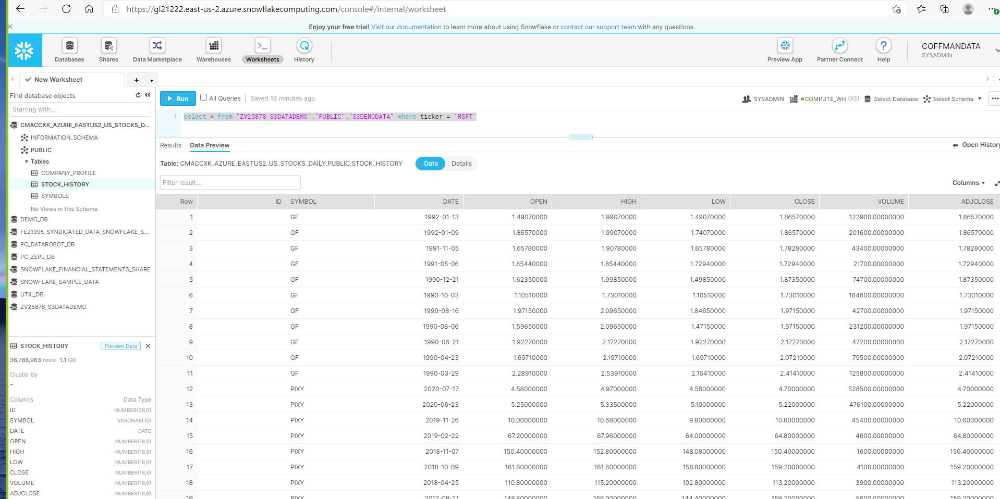 https://gl21222.east-us-2.azure.snowflakecomputing.com/console#/internal/worksheet
Enjoy your free trial! Visit our documentation to learn more about using Snowflake or contact our support team with any questions.
Databases Shares Data Marketplace Warehouses Worksheets History Preview App Partner Connect Help
COFFMANDATA
SYSADMIN
New Worksheet
Find database objects
Starting with...
CMACCXK_AZURE_EASTUS2_US_STOCKS_D...
INFORMATION_SCHEMA
PUBLIC
Tables
COMPANY_PROFILE
STOCK_HISTORY
SYMBOLS
No Views in this Schema
DEMO_DB
FE21995_SYNDICATED_DATA_SNOWFLAKE_S...
PC_DATAROBOT_DB
PC_ZEPL_DB
SNOWFLAKE_FINANCIAL_STATEMENTS_SHARE
SNOWFLAKE_SAMPLE_DATA
UTIL_DB
ZV25878_S3DATADEMO
STOCK_HISTORY Preview Data
36,788,963 rows 1.1 GB
Cluster by
-
Columns Data Type
ID NUMBER(38,0)
SYMBOL VARCHAR(16)
DATE DATE
OPEN NUMBER(18,8)
HIGH NUMBER(18,8)
LOW NUMBER(18,8)
CLOSE NUMBER(18,8)
VOLUME NUMBER(18,8)
ADJCLOSE NUMBER(18,8)
Run All Queries Saved 16 minutes ago SYSADMIN COMPUTE_WH (XS) Select Database Select Schema
1 select * from "ZV25878_S3DATADEMO"."PUBLIC"."S3DEMODATA" where ticker = 'MSFT'
Results Data Preview Open History
Table: CMACCXK_AZURE_EASTUS2_US_STOCKS_DAILY.PUBLIC.STOCK_HISTORY Data Details
Filter result... Columns
Row ID SYMBOL DATE OPEN HIGH LOW CLOSE VOLUME ADJCLOSE
1 GF 1992-01-13 1.49070000 1.99070000 1.49070000 1.86570000 122900.00000000 1.86570000
2 GF 1992-01-09 1.86570000 1.99070000 1.74070000 1.86570000 201600.00000000 1.86570000
3 GF 1991-11-05 1.65780000 1.90780000 1.65780000 1.78280000 43400.00000000 1.78280000
4 GF 1991-05-06 1.85440000 1.85440000 1.72940000 1.72940000 21700.00000000 1.72940000
5 GF 1990-12-21 1.62350000 1.99850000 1.49850000 1.87350000 74700.00000000 1.87350000
6 GF 1990-10-03 1.10510000 1.73010000 1.10510000 1.73010000 164600.00000000 1.73010000
7 GF 1990-08-16 1.97150000 2.09650000 1.84650000 1.97150000 42700.00000000 1.97150000
8 GF 1990-08-06 1.59650000 2.09650000 1.47150000 1.97150000 231200.00000000 1.97150000
9 GF 1990-06-21 1.92270000 2.17270000 1.92270000 2.17270000 47200.00000000 2.17270000
10 GF 1990-04-23 1.69710000 2.19710000 1.69710000 2.07210000 79500.00000000 2.07210000
11 GF 1990-03-29 2.28910000 2.53910000 2.16410000 2.41410000 125800.00000000 2.41410000
12 PIXY 2020-07-17 4.58000000 4.97000000 4.58000000 4.70000000 528500.00000000 4.70000000
13 PIXY 2020-06-23 5.25000000 5.33500000 5.10000000 5.22000000 476100.00000000 5.22000000
14 PIXY 2019-11-26 10.00000000 10.68000000 9.80000000 10.60000000 45400.00000000 10.60000000
15 PIXY 2019-02-22 67.20000000 67.96000000 64.00000000 64.80000000 4600.00000000 64.80000000
16 PIXY 2018-11-07 150.40000000 152.80000000 148.08000000 150.40000000 1600.00000000 150.40000000
17 PIXY 2018-10-09 161.60000000 161.60000000 158.80000000 159.20000000 4100.00000000 159.20000000
18 PIXY 2018-04-25 110.80000000 115.20000000 102.80000000 113.20000000 3900.00000000 113.20000000
19 PIXY 2017-08-17 148.80000000 166.00000000 144.40000000 159.20000000 5600.00000000 159.20000000